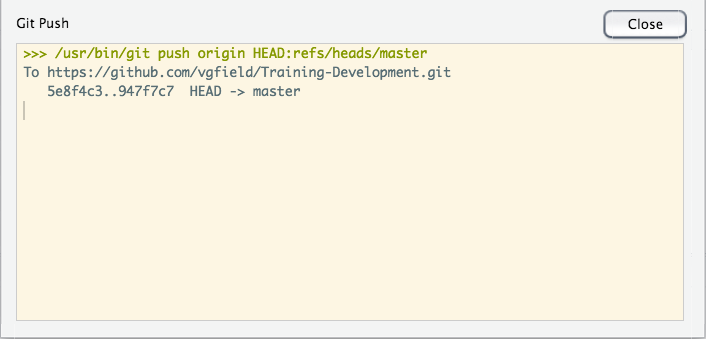 Git Push
Close
>>> /usr/bin/git push origin HEAD:refs/heads/master
To https://github.com/vgfield/Training-Development.git
   5e8f4c3..947f7c7  HEAD -> master